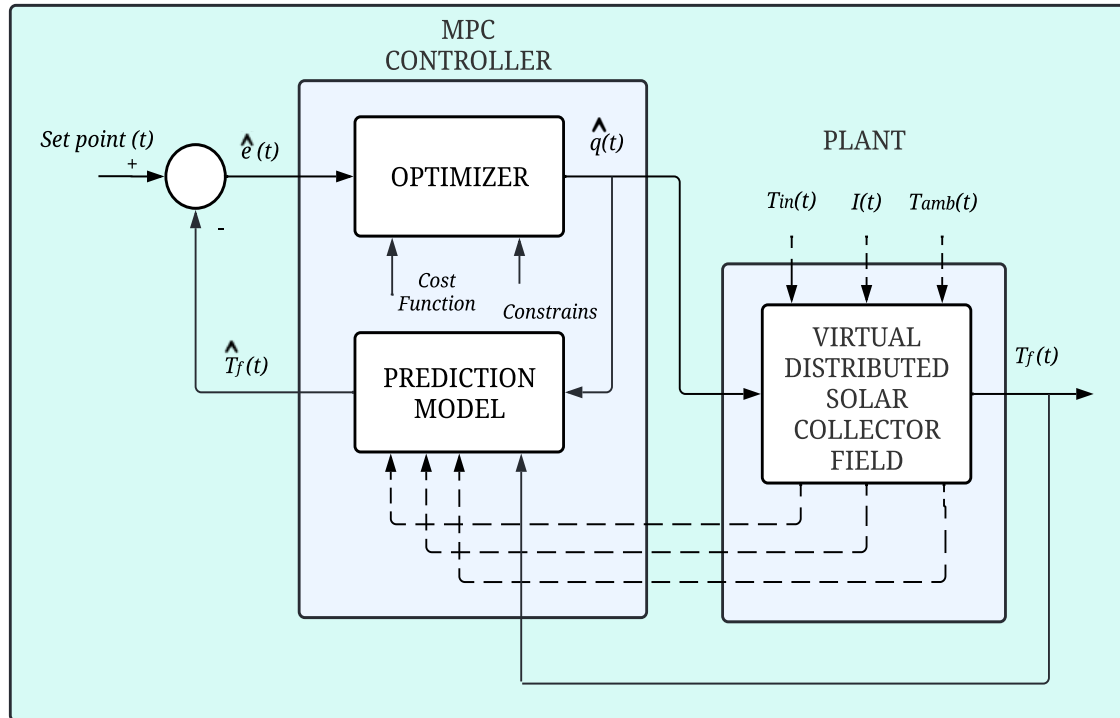 MPC
CONTROLLER
Set point (t)
+
ê (t)
-
OPTIMIZER
q̂(t)
Cost
Function
Constrains
T̂f (t)
PREDICTION
MODEL
PLANT
Tin(t) I(t) Tamb(t)
VIRTUAL
DISTRIBUTED
SOLAR
COLLECTOR
FIELD
Tf (t)